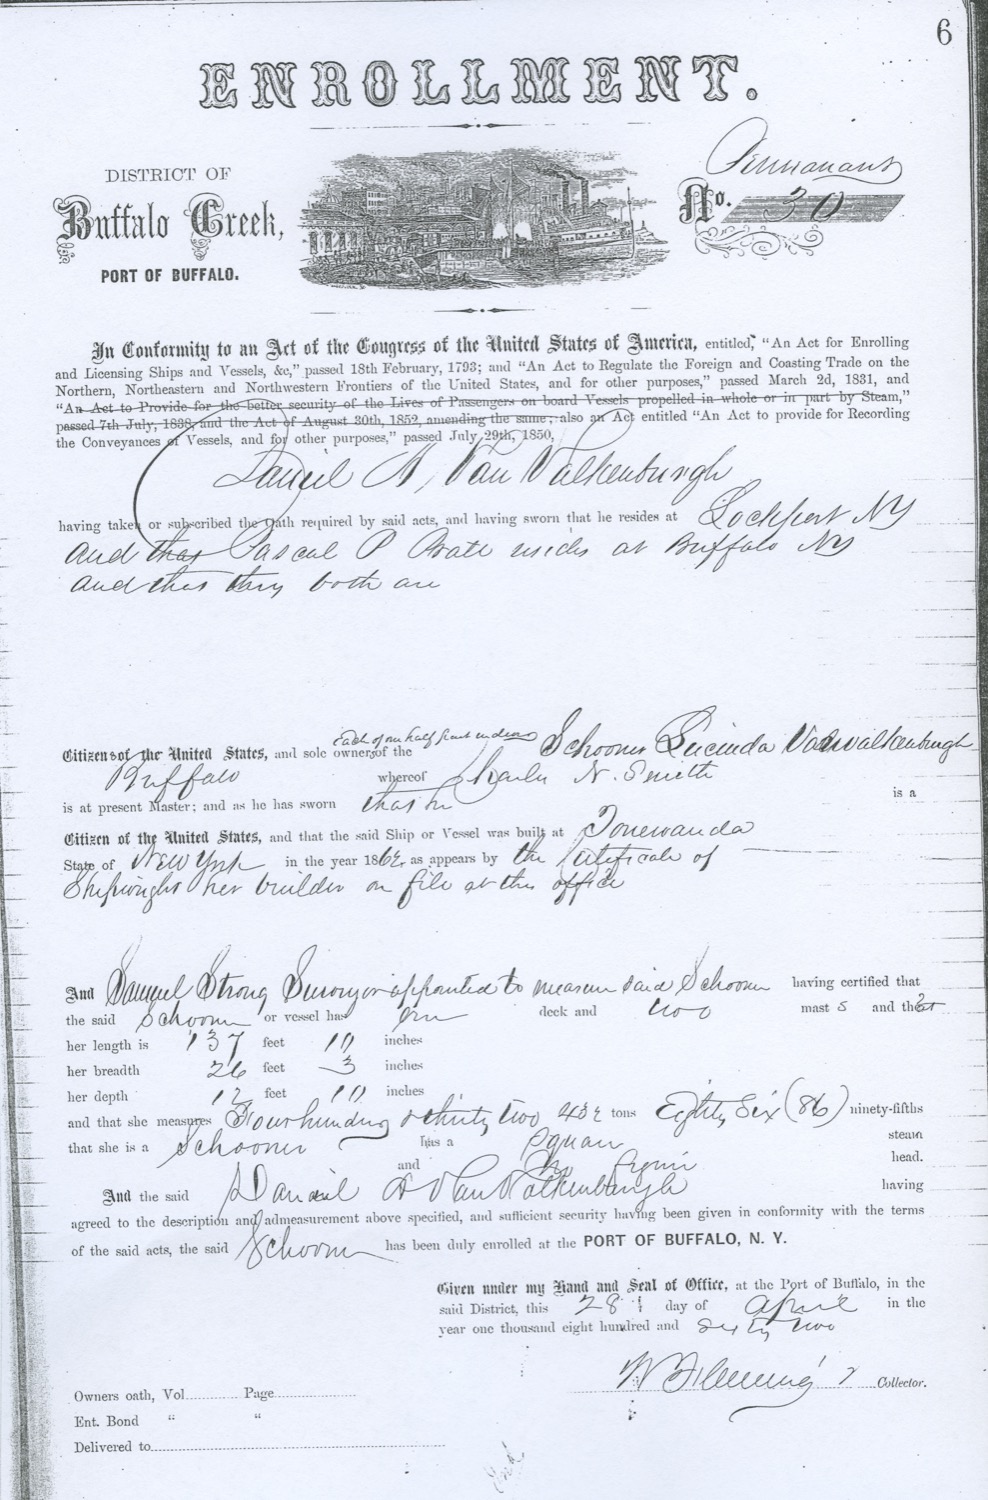 6
ENROLLMENT.
DISTRICT OF
Buffalo Creek,
PORT OF BUFFALO.
Permanant
No. 30
In Conformity to an Act of the Congress of the United States of America, entitled, "An Act for Enrolling
and Licensing Ships and Vessels, &c," passed 18th February, 1793; and "An Act to Regulate the Foreign and Coasting Trade on the
Northern, Northeastern and Northwestern Frontiers of the United States, and for other purposes," passed March 2d, 1831, and
"An Act to Provide for the better security of the Lives of Passengers on board Vessels propelled in whole or in part by Steam,"
passed 7th July, 1838, and the Act of August 30th, 1852, amending the same; also an Act entitled "An Act to provide for Recording
the Conveyances of Vessels, and for other purposes," passed July 29th, 1850,
Daniel A. Van Valkenburgh
having taken or subscribed the Oath required by said acts, and having sworn that he resides at Lockport NY
and that Pascal P Pratt resides at Buffalo NY
and that they both are
Citizens of the United States, and sole owners of the each of one half part Schooner Lucinda Van Valkenburgh
Buffalo whereof Charles N. Smith
is at present Master; and as he has sworn that he is a
Citizen of the United States, and that the said Ship or Vessel was built at Tonewanda
State of New York in the year 1862 as appears by the Certificate of
Shipwright her builder on file at this office
And Samuel Strong Surveyor appointed to measure said Schooner having certified that
the said Schooner or vessel has one deck and two mast s and that
her length is 137 feet 10 inches
her breadth 26 feet 3 inches
her depth 12 feet 10 inches
and that she measures Four hundred & thirty two 432 tons Eighty Six (86) ninety-fifths
that she is a Schooner has a Square steam
and No Figure head.
And the said Daniel A Van Valkenburgh having
agreed to the description and admeasurement above specified, and sufficient security having been given in conformity with the terms
of the said acts, the said Schooner has been duly enrolled at the PORT OF BUFFALO, N. Y.
Given under my Hand and Seal of Office, at the Port of Buffalo, in the
said District, this 28 day of April in the
year one thousand eight hundred and sixty two
Collector.
Owners oath, Vol. Page
Ent. Bond " "
Delivered to